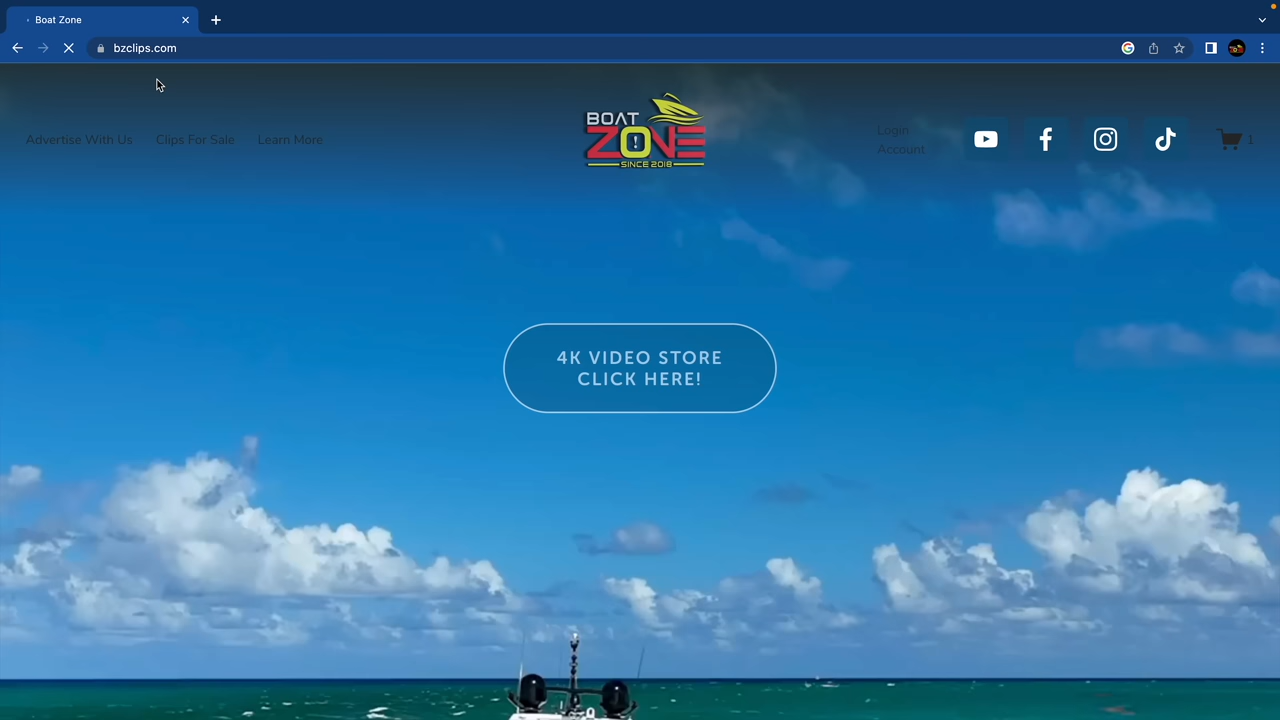 Boat Zone
bzclips.com
Advertise With Us
Clips For Sale
Learn More
BOAT
ZONE
SINCE 2018
Login
Account
1
4K VIDEO STORE
CLICK HERE!